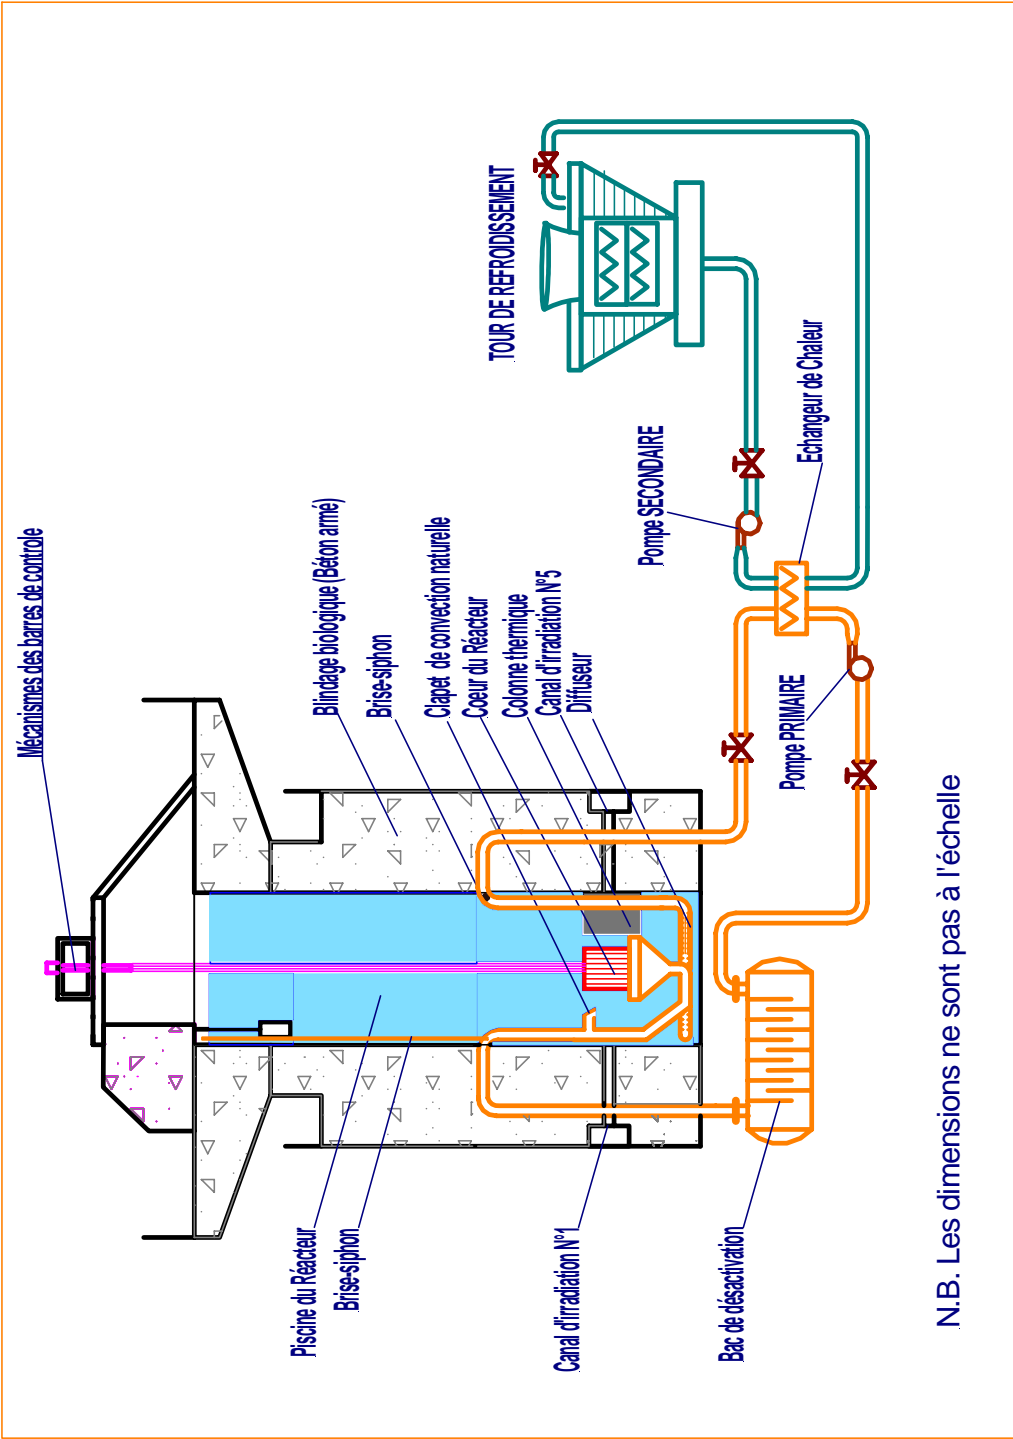 Mécanismes des barres de controle
Blindage biologique (Béton armé)
Brise-siphon
Clapet de convection naturelle
Coeur du Réacteur
Colonne thermique
Canal d'irradiation N°5
Diffuseur
TOUR DE REFROIDISSEMENT
Pompe SECONDAIRE
Echangeur de Chaleur
Pompe PRIMAIRE
Piscine du Réacteur
Brise-siphon
Canal d'irradiation N°1
Bac de désactivation
N.B. Les dimensions ne sont pas à l'échelle